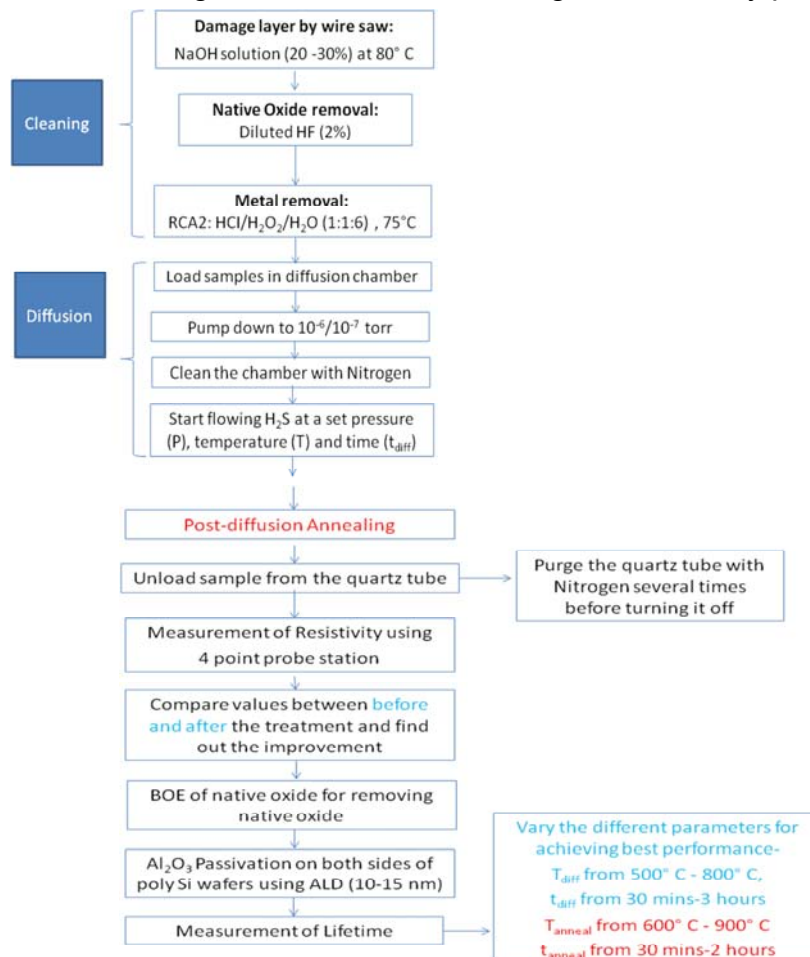 Damage layer by wire saw:
NaOH solution (20 -30%) at 80° C
Cleaning
Native Oxide removal:
Diluted HF (2%)
Metal removal:
RCA2: HCl/H₂O₂/H₂O (1:1:6) , 75°C
Load samples in diffusion chamber
Diffusion
Pump down to 10⁻⁶/10⁻⁷ torr
Clean the chamber with Nitrogen
Start flowing H₂S at a set pressure
(P), temperature (T) and time (t_diff)
Post-diffusion Annealing
Unload sample from the quartz tube
Purge the quartz tube with
Nitrogen several times
before turning it off
Measurement of Resistivity using
4 point probe station
Compare values between before
and after the treatment and find
out the improvement
BOE of native oxide for removing
native oxide
Al₂O₃ Passivation on both sides of
poly Si wafers using ALD (10-15 nm)
Measurement of Lifetime
Vary the different parameters for
achieving best performance-
T_diff from 500° C - 800° C,
t_diff from 30 mins-3 hours
T_anneal from 600° C - 900° C
t_anneal from 30 mins-2 hours